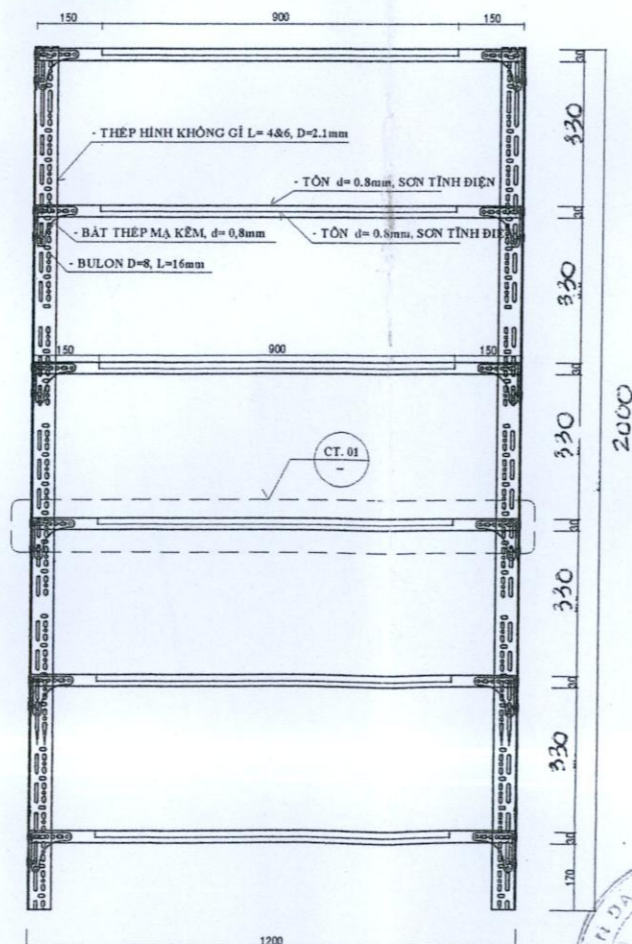 150 900 150
30
330
- THÉP HÌNH KHÔNG GỈ L= 4&6, D=2.1mm
- TÔN d= 0.8mm, SƠN TĨNH ĐIỆN
30
- BÁT THÉP MẠ KẼM, d= 0,8mm
- TÔN d= 0.8mm, SƠN TĨNH ĐIỆN
- BULON D=8, L=16mm
330
150 900 150
30
2000
330
CT. 01
30
330
30
330
30
170
1200